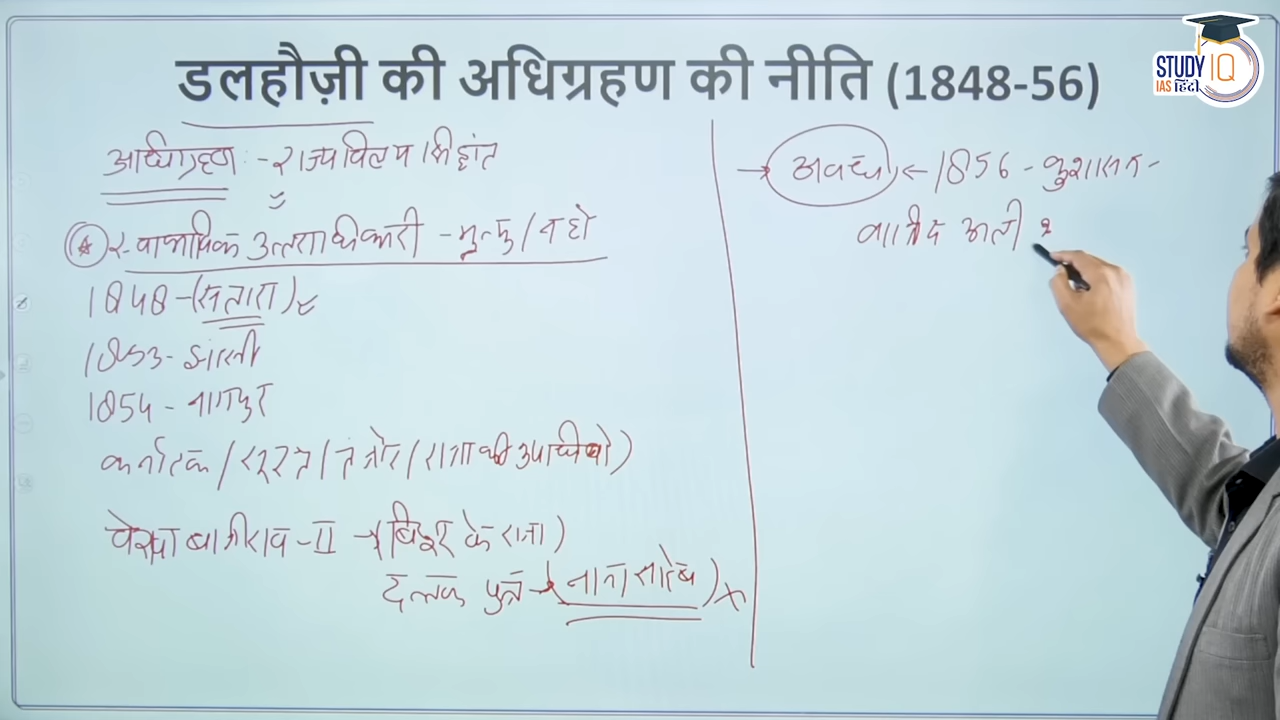 STUDY IQ
IAS हिंदी
डलहौज़ी की अधिग्रहण की नीति (1848-56)
अधिग्रहण :- राज्य विलय सिद्धांत
स्वाभाविक उत्तराधिकारी - मृत्यु / नहीं
1848 - (सतारा)
1853 - झांसी
1854 - नागपुर
कर्नाटक / सूरत / तंजौर / राजा की उपाधियों)
पेशवा बाजीराव - II → (बिठूर के राजा)
दत्तक पुत्र → (नाना साहेब) ×
→ अवध ← 1856 - कुशासन -
वाजिद अली